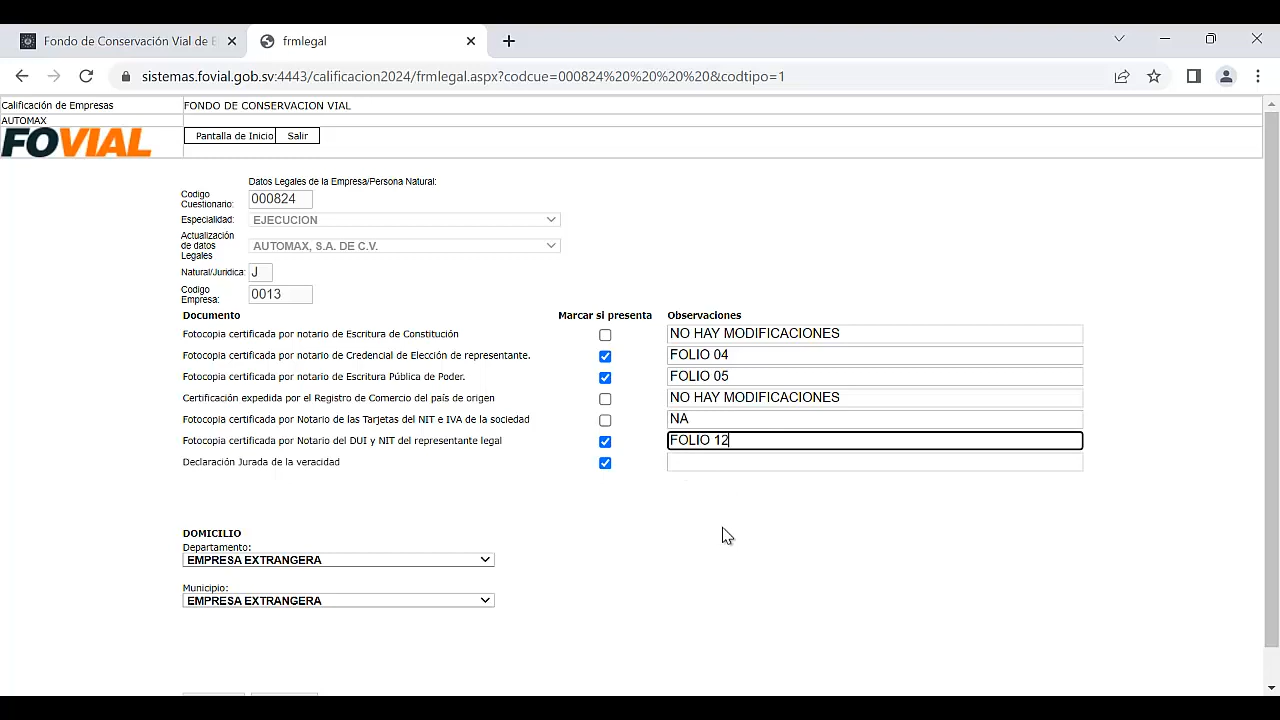 Fondo de Conservación Vial de E
frmlegal
sistemas.fovial.gob.sv:4443/calificacion2024/frmlegal.aspx?codcue=000824%20%20%20%20&codtipo=1
Calificación de Empresas
FONDO DE CONSERVACION VIAL
AUTOMAX
FOVIAL
Pantalla de Inicio
Salir
Datos Legales de la Empresa/Persona Natural:
Codigo Cuestionario:
000824
Especialidad:
EJECUCION
Actualización de datos Legales
AUTOMAX, S.A. DE C.V.
Natural/Juridica:
J
Codigo Empresa:
0013
Documento
Marcar si presenta
Observaciones
Fotocopia certificada por notario de Escritura de Constitución
NO HAY MODIFICACIONES
Fotocopia certificada por notario de Credencial de Elección de representante.
FOLIO 04
Fotocopia certificada por notario de Escritura Pública de Poder.
FOLIO 05
Certificación expedida por el Registro de Comercio del país de origen
NO HAY MODIFICACIONES
Fotocopia certificada por Notario de las Tarjetas del NIT e IVA de la sociedad
NA
Fotocopia certificada por Notario del DUI y NIT del representante legal
FOLIO 12
Declaración Jurada de la veracidad
DOMICILIO
Departamento:
EMPRESA EXTRANGERA
Municipio:
EMPRESA EXTRANGERA